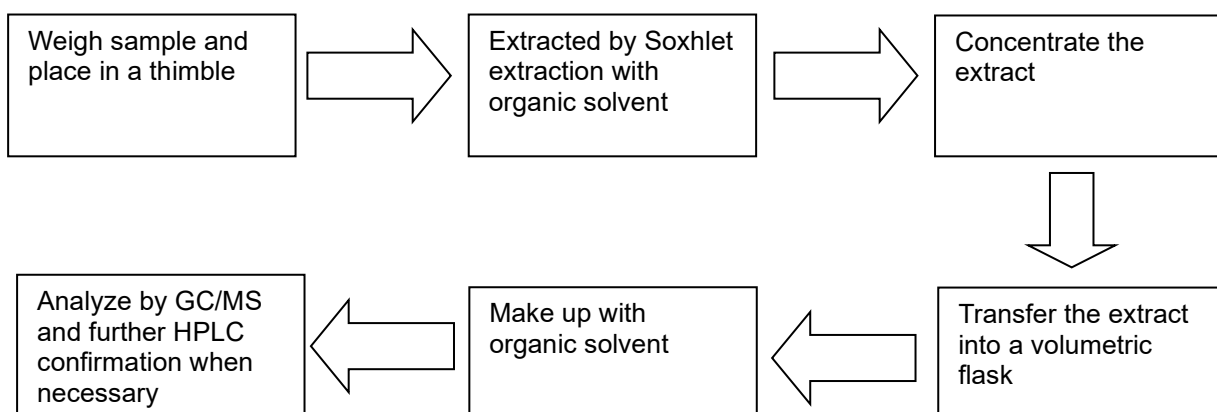 Weigh sample and
place in a thimble
Extracted by Soxhlet
extraction with
organic solvent
Concentrate the
extract
Transfer the extract
into a volumetric
flask
Make up with
organic solvent
Analyze by GC/MS
and further HPLC
confirmation when
necessary